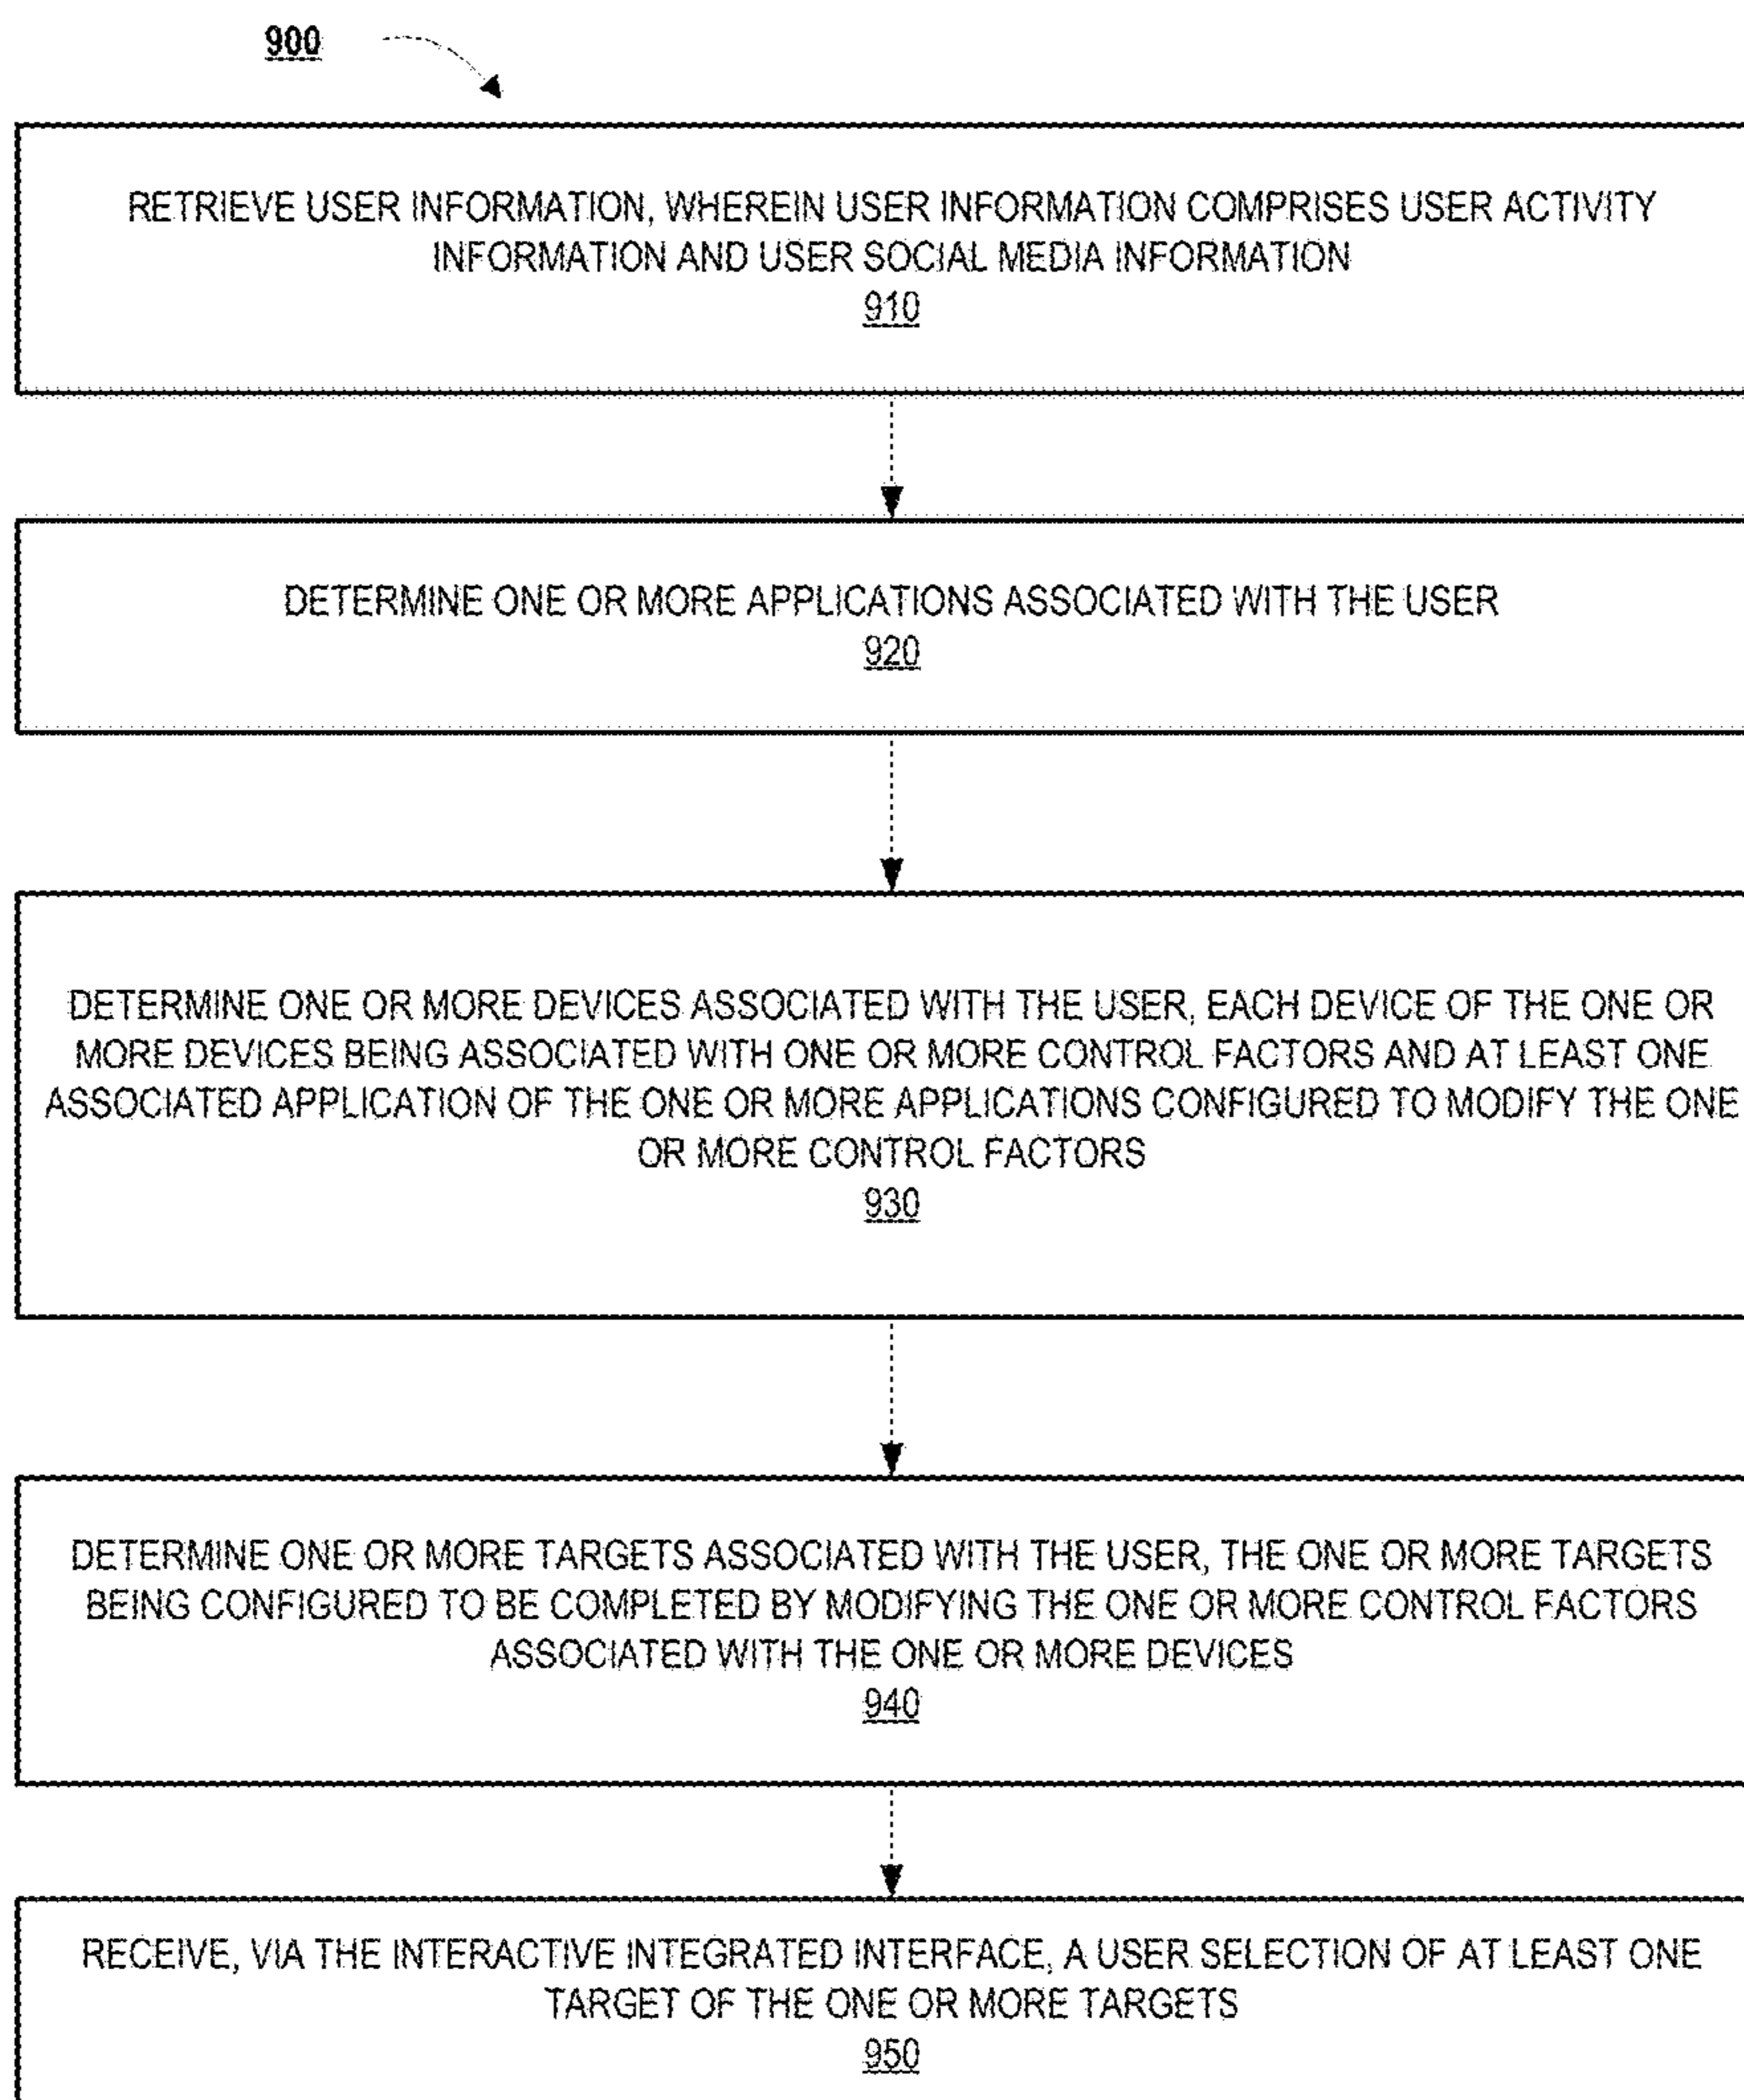 900
RETRIEVE USER INFORMATION, WHEREIN USER INFORMATION COMPRISES USER ACTIVITY
INFORMATION AND USER SOCIAL MEDIA INFORMATION
910
DETERMINE ONE OR MORE APPLICATIONS ASSOCIATED WITH THE USER
920
DETERMINE ONE OR MORE DEVICES ASSOCIATED WITH THE USER, EACH DEVICE OF THE ONE OR
MORE DEVICES BEING ASSOCIATED WITH ONE OR MORE CONTROL FACTORS AND AT LEAST ONE
ASSOCIATED APPLICATION OF THE ONE OR MORE APPLICATIONS CONFIGURED TO MODIFY THE ONE
OR MORE CONTROL FACTORS
930
DETERMINE ONE OR MORE TARGETS ASSOCIATED WITH THE USER, THE ONE OR MORE TARGETS
BEING CONFIGURED TO BE COMPLETED BY MODIFYING THE ONE OR MORE CONTROL FACTORS
ASSOCIATED WITH THE ONE OR MORE DEVICES
940
RECEIVE, VIA THE INTERACTIVE INTEGRATED INTERFACE, A USER SELECTION OF AT LEAST ONE
TARGET OF THE ONE OR MORE TARGETS
950